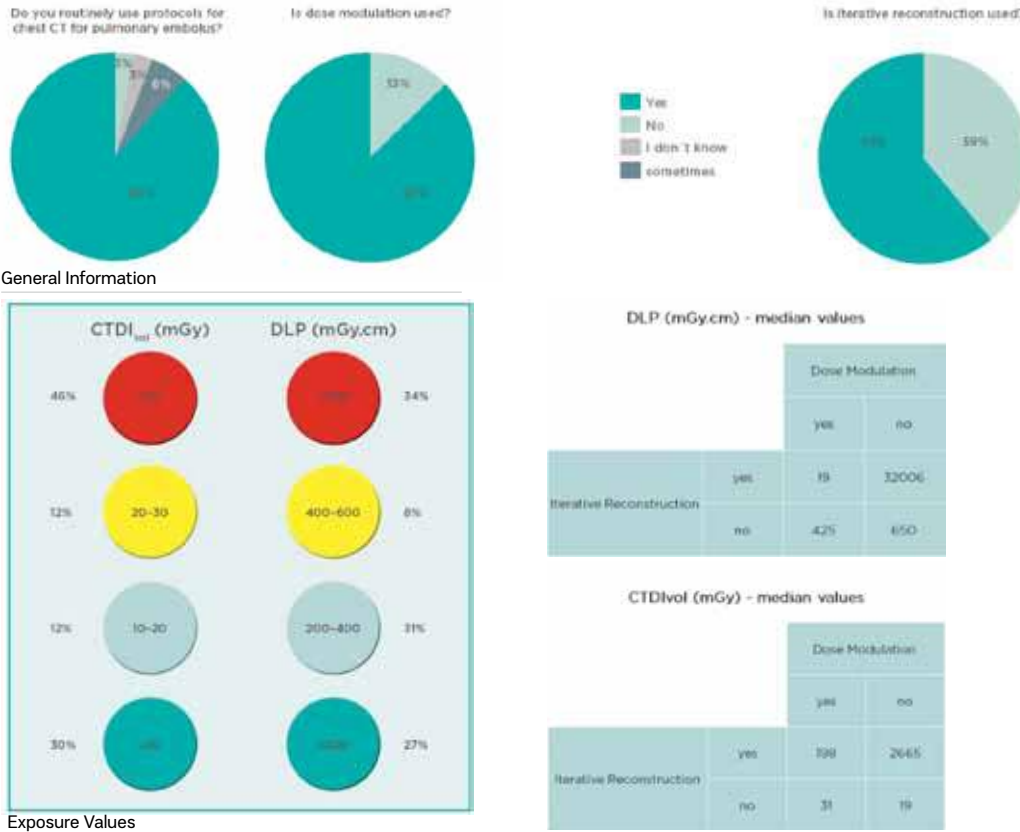 Do you routinely use protocols for
chest CT for pulmonary embolus?
Is dose modulation used?
Is iterative reconstruction used?
3%
3%
6%
13%
Yes
No
I don´t know
sometimes
39%
General Information
CTDIvol (mGy)
DLP (mGy.cm)
46%
34%
12%
20-30
400-600
8%
12%
10-20
200-400
31%
30%
27%
Exposure Values
DLP (mGy.cm) - median values
Dose Modulation
yes
no
Iterative Reconstruction
yes
19
32006
no
425
650
CTDIvol (mGy) - median values
Dose Modulation
yes
no
Iterative Reconstruction
yes
198
2665
no
31
19